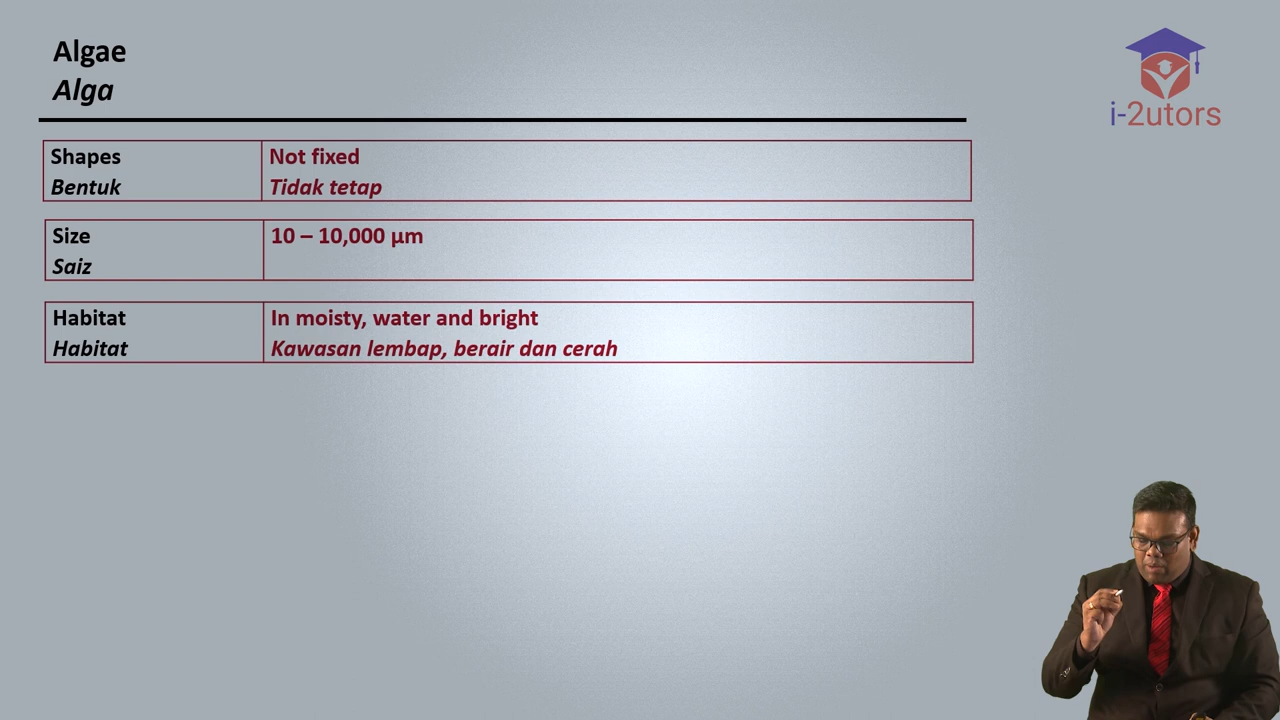 Algae
Alga
i-2utors
Shapes
Bentuk
Not fixed
Tidak tetap
Size
Saiz
10 – 10,000 µm
Habitat
Habitat
In moisty, water and bright
Kawasan lembap, berair dan cerah